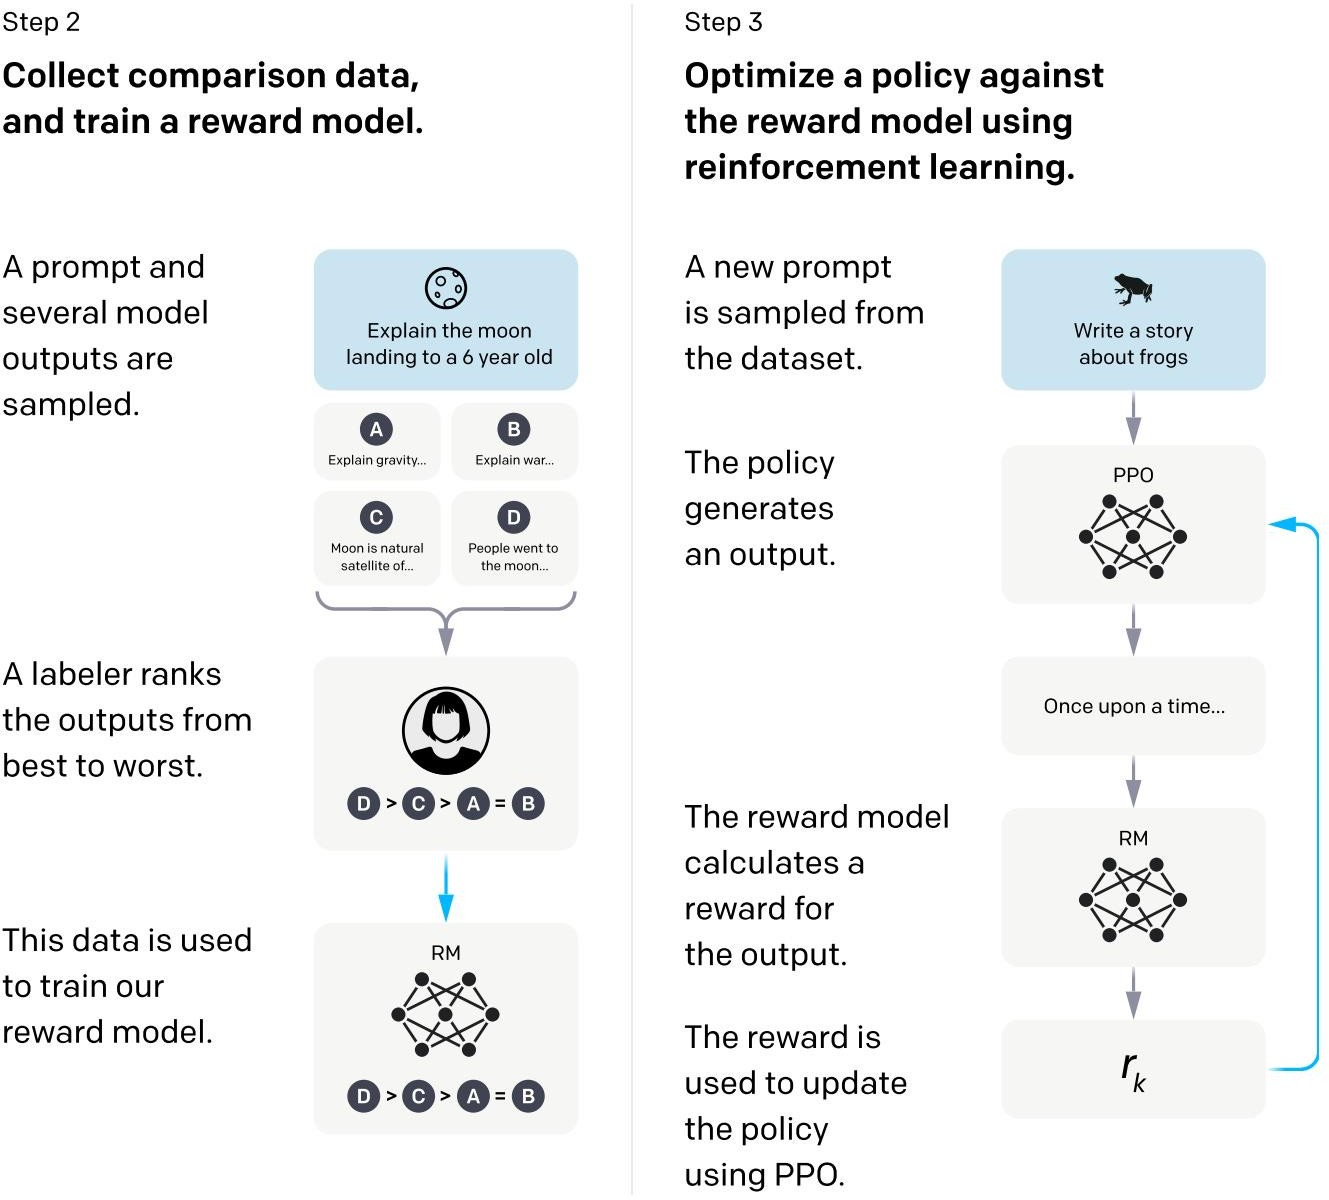 Step 2
Collect comparison data,
and train a reward model.
A prompt and
several model
outputs are
sampled.
Explain the moon
landing to a 6 year old
A
Explain gravity...
B
Explain war...
C
Moon is natural
satellite of...
D
People went to
the moon...
A labeler ranks
the outputs from
best to worst.
D > C > A = B
This data is used
to train our
reward model.
RM
D > C > A = B
Step 3
Optimize a policy against
the reward model using
reinforcement learning.
A new prompt
is sampled from
the dataset.
Write a story
about frogs
The policy
generates
an output.
PPO
Once upon a time...
The reward model
calculates a
reward for
the output.
RM
The reward is
used to update
the policy
using PPO.
r_k